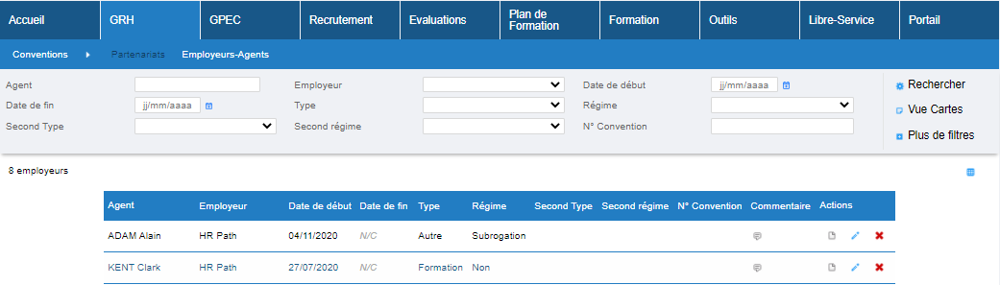 Accueil GRH GPEC Recrutement Evaluations Plan de Formation Formation Outils Libre-Service Portail
Conventions Partenariats Employeurs-Agents
Agent Employeur Date de début jj/mm/aaaa Rechercher
Date de fin jj/mm/aaaa Type Régime Vue Cartes
Second Type Second régime N° Convention Plus de filtres
8 employeurs
Agent Employeur Date de début Date de fin Type Régime Second Type Second régime N° Convention Commentaire Actions
ADAM Alain HR Path 04/11/2020 N/C Autre Subrogation
KENT Clark HR Path 27/07/2020 N/C Formation Non